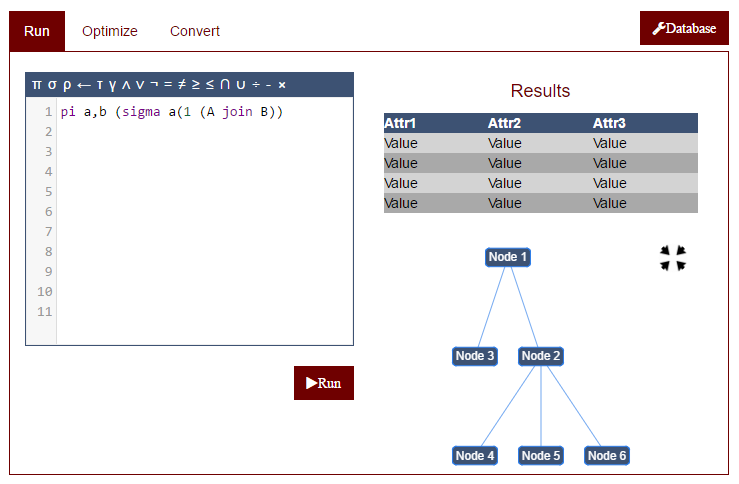 Run Optimize Convert Database
π σ ρ ← τ γ ∧ ∨ ¬ = ≠ ≥ ≤ ∩ ∪ ÷ - ×
1 pi a,b (sigma a(1 (A join B))
2
3
4
5
6
7
8
9
10
11
Run
Results
Attr1 Attr2 Attr3
Value Value Value
Value Value Value
Value Value Value
Value Value Value
Node 1
Node 3 Node 2
Node 4 Node 5 Node 6